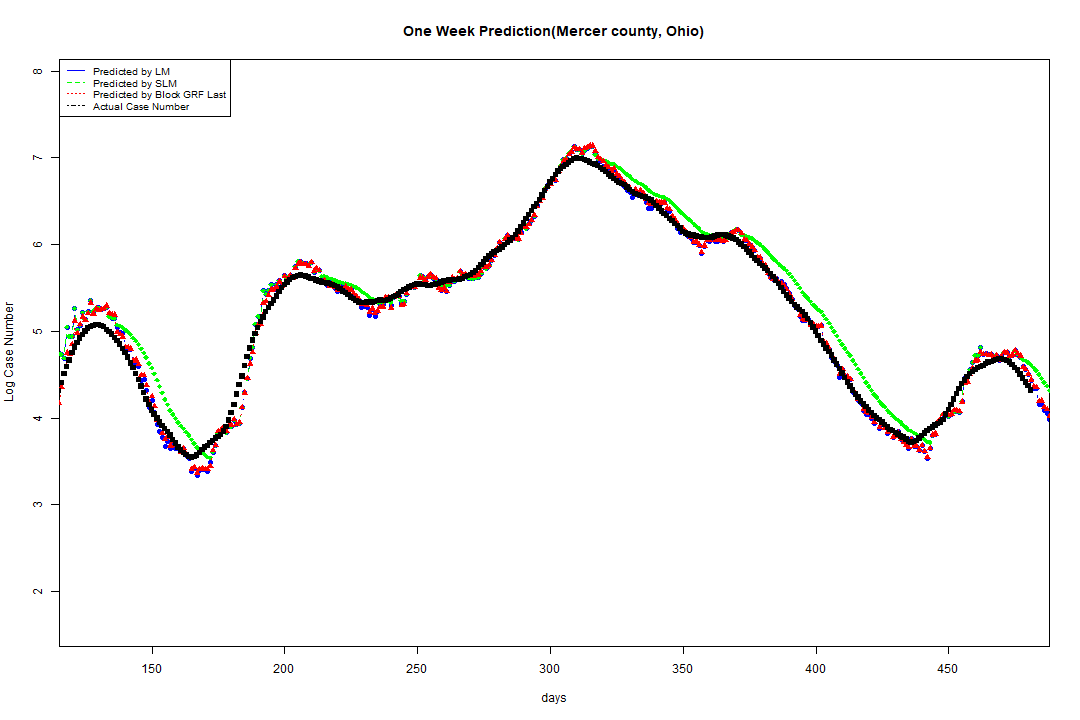 One Week Prediction(Mercer county, Ohio)
Predicted by LM
Predicted by SLM
Predicted by Block GRF Last
Actual Case Number
8
7
6
5
4
3
2
Log Case Number
150
200
250
300
350
400
450
days